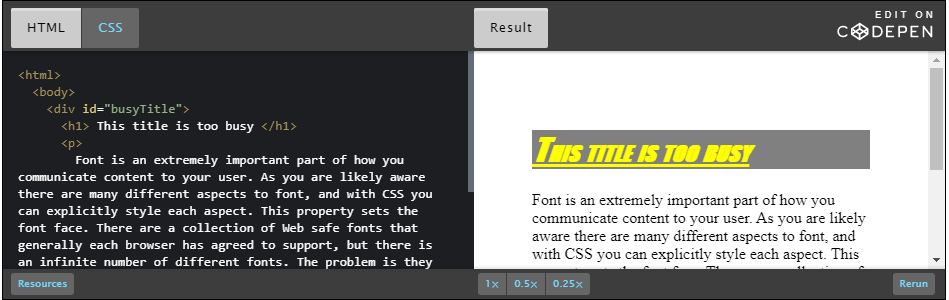 HTML
CSS
Result
EDIT ON
CODEPEN
<html>
<body>
<div id="busyTitle">
<h1> This title is too busy </h1>
<p>
Font is an extremely important part of how you
communicate content to your user. As you are likely aware
there are many different aspects to font, and with CSS you
can explicitly style each aspect. This property sets the
font face. There are a collection of Web safe fonts that
generally each browser has agreed to support, but there is
an infinite number of different fonts. The problem is they
This title is too busy
Font is an extremely important part of how you
communicate content to your user. As you are likely
aware there are many different aspects to font, and
with CSS you can explicitly style each aspect. This
Resources
1x
0.5x
0.25x
Rerun